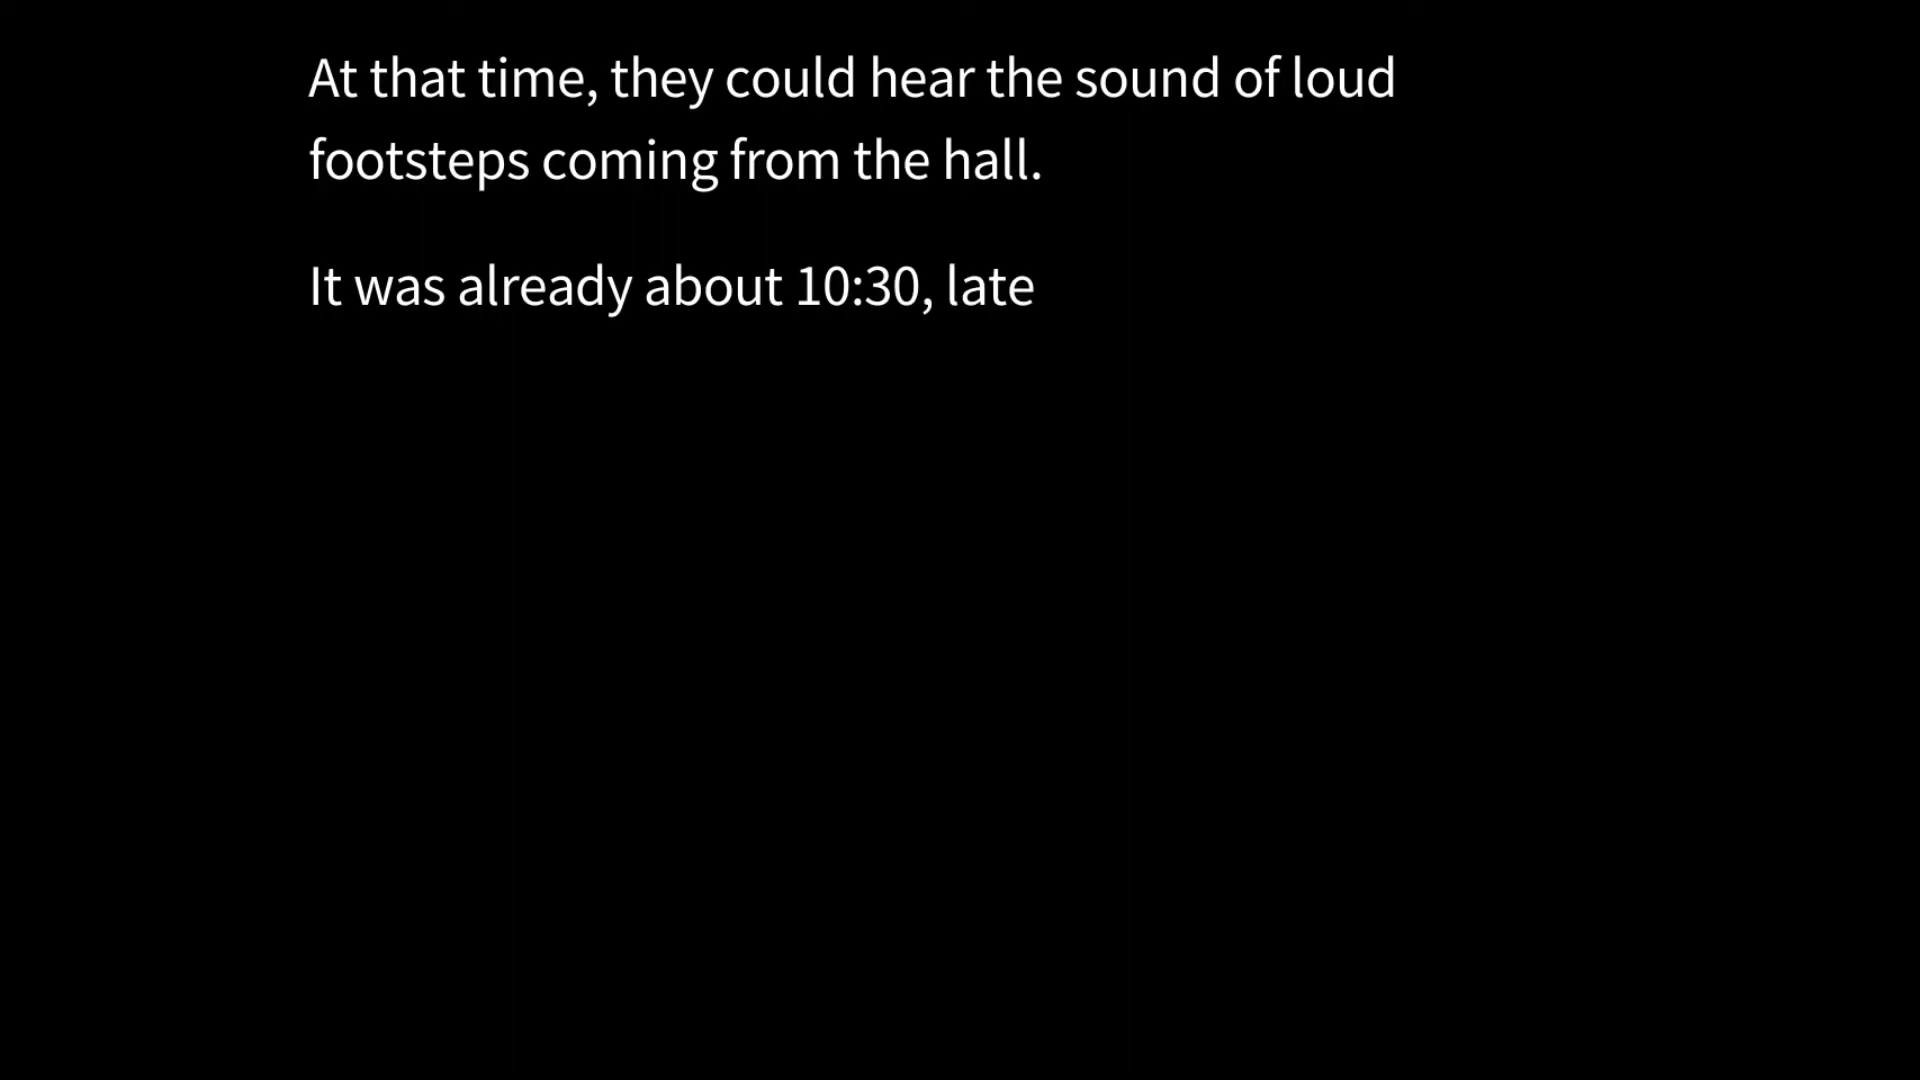 At that time, they could hear the sound of loud
footsteps coming from the hall.
It was already about 10:30, late